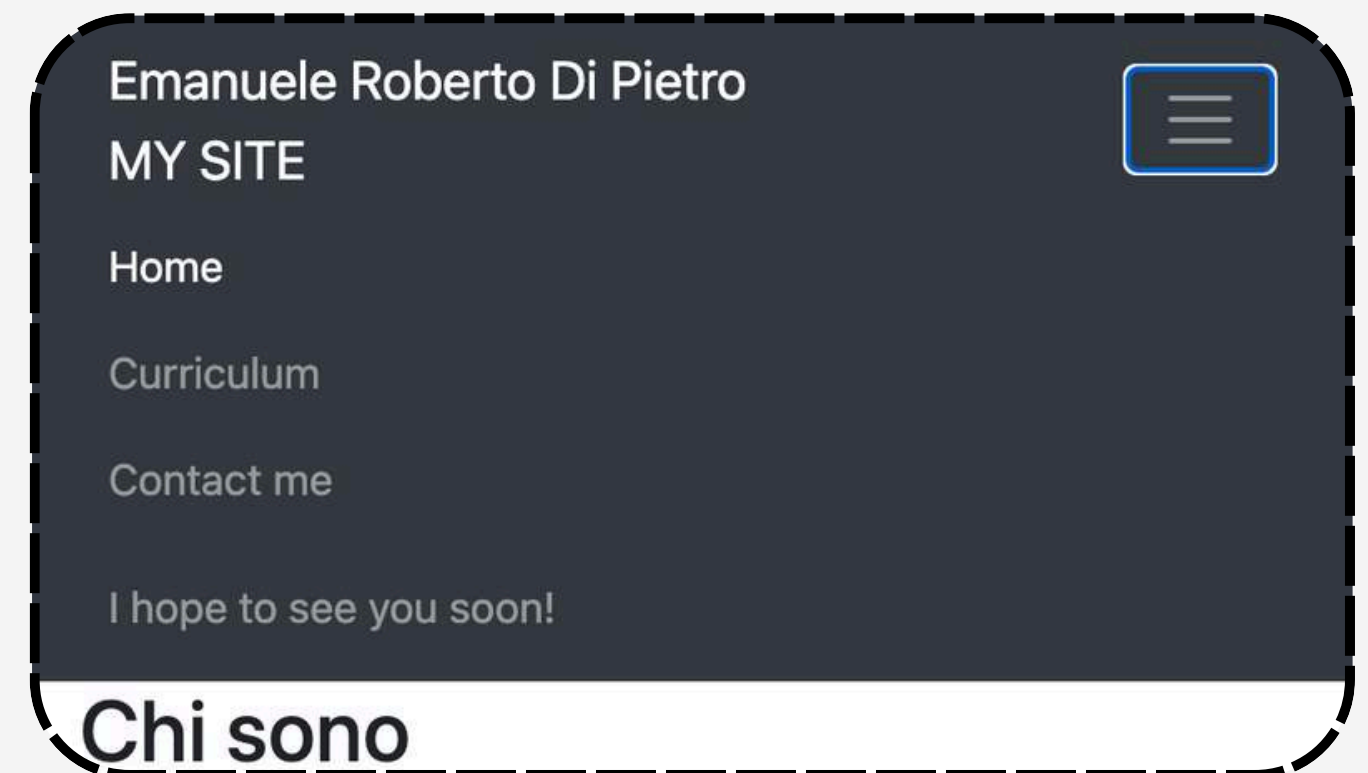 Emanuele Roberto Di Pietro
MY SITE
Home
Curriculum
Contact me
I hope to see you soon!
Chi sono